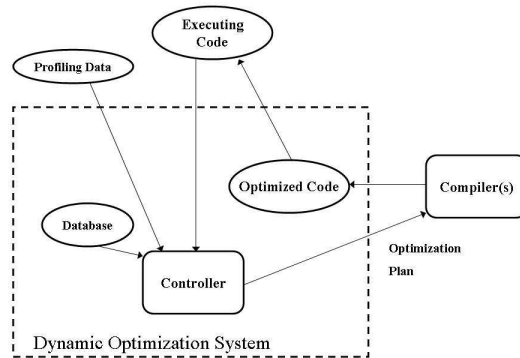 Executing
Code
Profiling Data
Optimized Code
Compiler(s)
Database
Optimization
Plan
Controller
Dynamic Optimization System